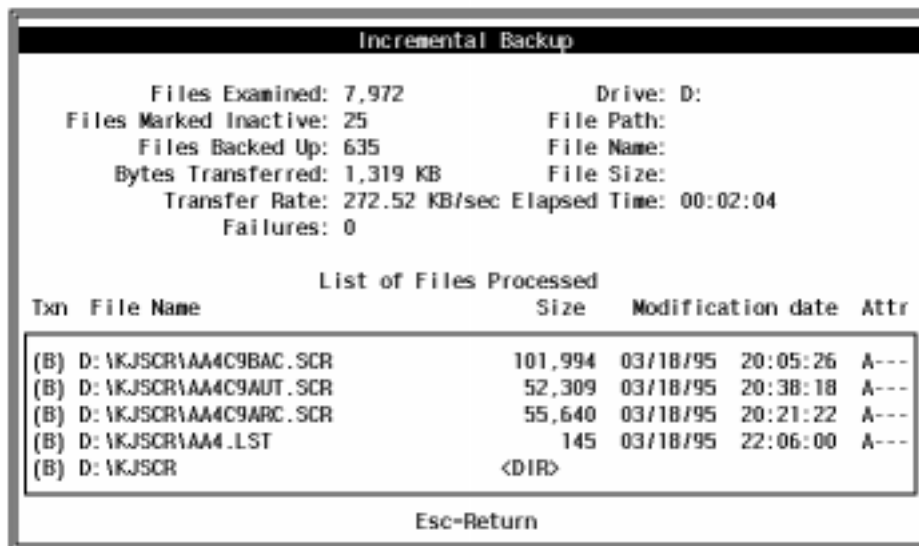 Incremental Backup
Files Examined: 7,972 Drive: D:
Files Marked Inactive: 25 File Path:
Files Backed Up: 635 File Name:
Bytes Transferred: 1,319 KB File Size:
Transfer Rate: 272.52 KB/sec Elapsed Time: 00:02:04
Failures: 0
List of Files Processed
Txn File Name Size Modification date Attr
(B) D:\KJSCR\AA4C9BAC.SCR 101,994 03/18/95 20:05:26 A---
(B) D:\KJSCR\AA4C9AUT.SCR 52,309 03/18/95 20:38:18 A---
(B) D:\KJSCR\AA4C9ARC.SCR 55,640 03/18/95 20:21:22 A---
(B) D:\KJSCR\AA4.LST 145 03/18/95 22:06:00 A---
(B) D:\KJSCR <DIR>
Esc=Return